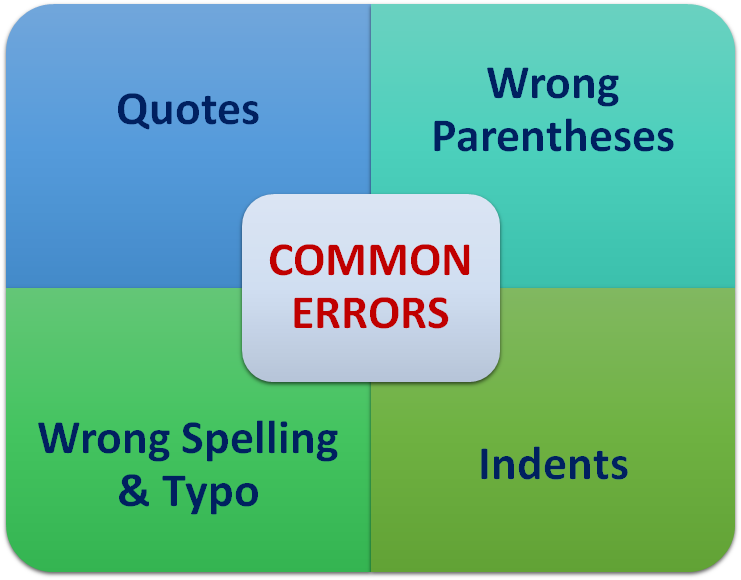 Quotes
Wrong
Parentheses
COMMON
ERRORS
Wrong Spelling
& Typo
Indents